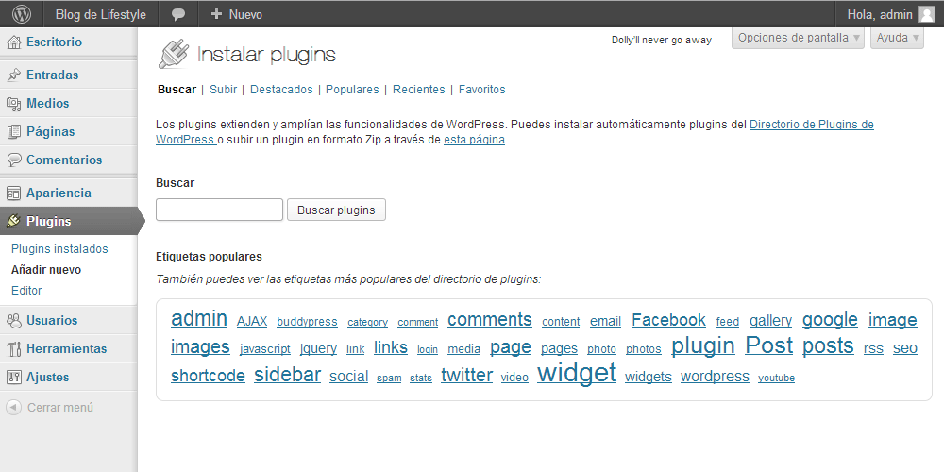 Blog de Lifestyle
Nuevo
Hola, admin
Escritorio
Entradas
Medios
Páginas
Comentarios
Apariencia
Plugins
Plugins instalados
Añadir nuevo
Editor
Usuarios
Herramientas
Ajustes
Cerrar menú
Dolly'll never go away
Opciones de pantalla
Ayuda
Instalar plugins
Buscar | Subir | Destacados | Populares | Recientes | Favoritos
Los plugins extienden y amplían las funcionalidades de WordPress. Puedes instalar automáticamente plugins del Directorio de Plugins de
WordPress o subir un plugin en formato Zip a través de esta página
Buscar
Buscar plugins
Etiquetas populares
También puedes ver las etiquetas más populares del directorio de plugins:
admin AJAX buddypress category comment comments content email Facebook feed gallery google image
images javascript jquery link links login media page pages photo photos plugin Post posts rss seo
shortcode sidebar social spam stats twitter video widget widgets wordpress youtube